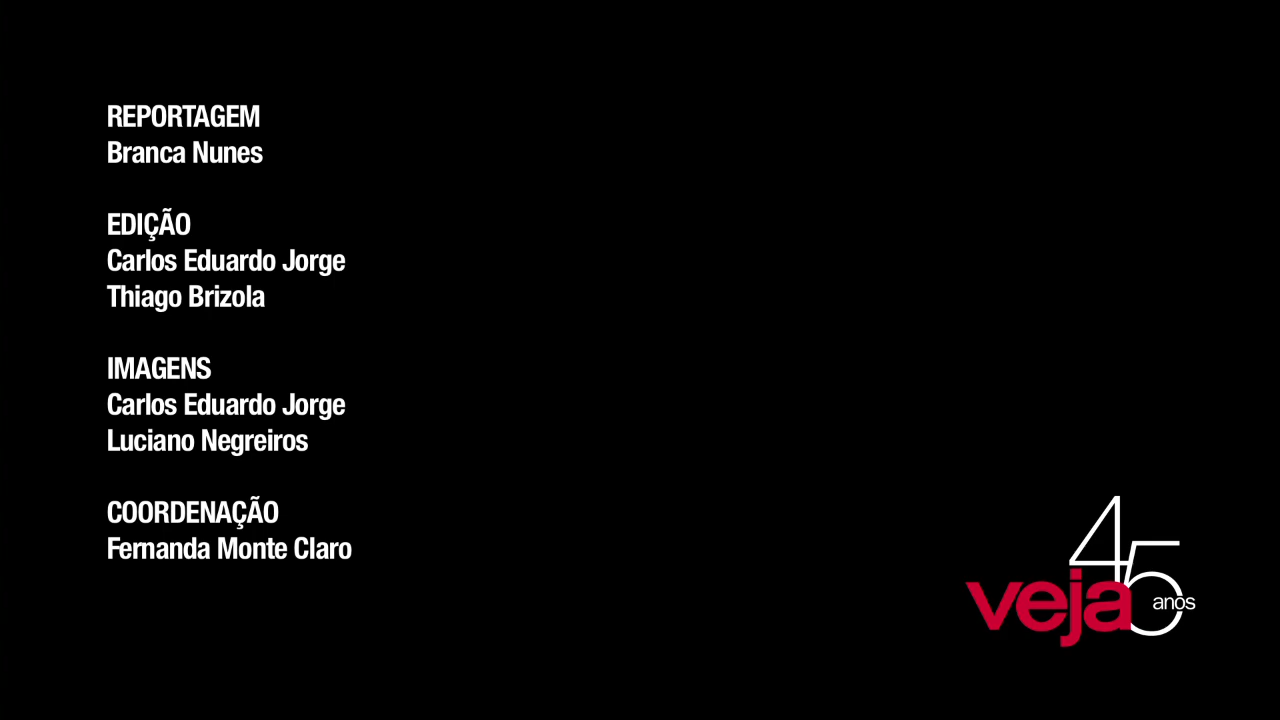 REPORTAGEM
Branca Nunes
EDIÇÃO
Carlos Eduardo Jorge
Thiago Brizola
IMAGENS
Carlos Eduardo Jorge
Luciano Negreiros
COORDENAÇÃO
Fernanda Monte Claro
45
veja
anos